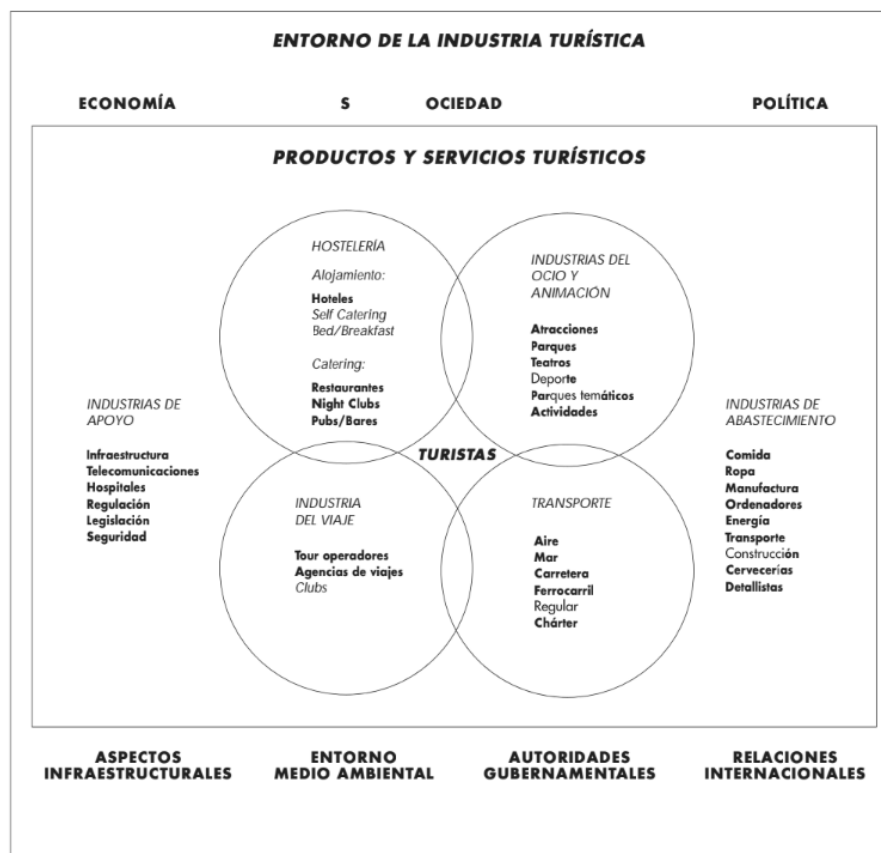 ENTORNO DE LA INDUSTRIA TURÍSTICA
ECONOMÍA
S OCIEDAD
POLÍTICA
PRODUCTOS Y SERVICIOS TURÍSTICOS
HOSTELERÍA
Alojamiento:
Hoteles
Self Catering
Bed/Breakfast
Catering:
Restaurantes
Night Clubs
Pubs/Bares
INDUSTRIAS DEL
OCIO Y
ANIMACIÓN
Atracciones
Parques
Teatros
Deporte
Parques temáticos
Actividades
INDUSTRIAS DE
APOYO
Infraestructura
Telecomunicaciones
Hospitales
Regulación
Legislación
Seguridad
TURISTAS
INDUSTRIAS DE
ABASTECIMIENTO
Comida
Ropa
Manufactura
Ordenadores
Energía
Transporte
Construcción
Cervecerías
Detallistas
INDUSTRIA
DEL VIAJE
Tour operadores
Agencias de viajes
Clubs
TRANSPORTE
Aire
Mar
Carretera
Ferrocarril
Regular
Chárter
ASPECTOS
INFRAESTRUCTURALES
ENTORNO
MEDIO AMBIENTAL
AUTORIDADES
GUBERNAMENTALES
RELACIONES
INTERNACIONALES